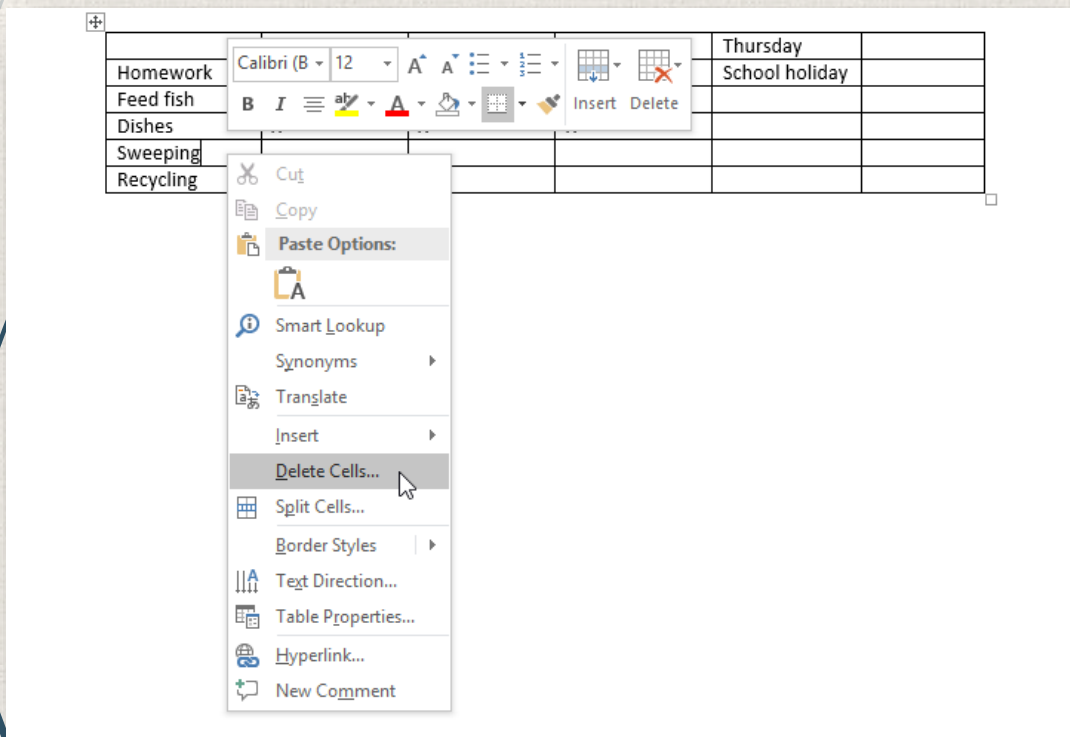 Thursday
Homework
School holiday
Feed fish
Dishes
Sweeping
Recycling
Calibri (B
12
A
A
B
I
ab
A
Insert
Delete
Cut
Copy
Paste Options:
A
Smart Lookup
Synonyms
Translate
Insert
Delete Cells...
Split Cells...
Border Styles
Text Direction...
Table Properties...
Hyperlink...
New Comment